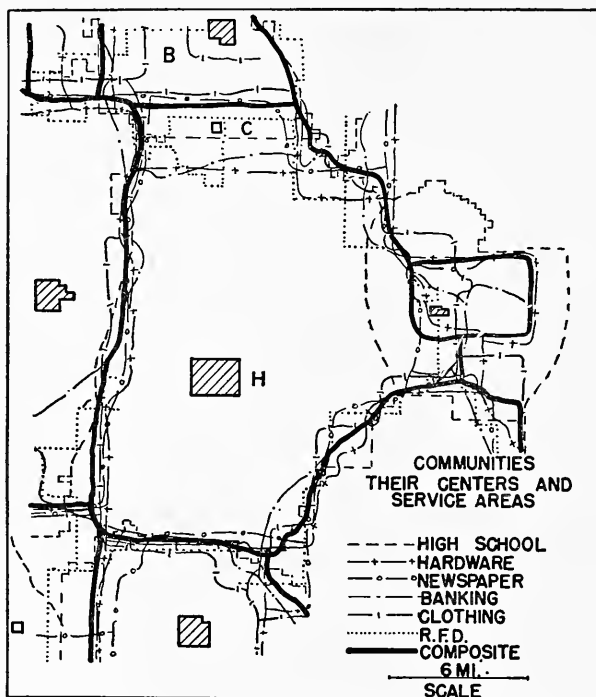 B
C
H
COMMUNITIES
THEIR CENTERS AND
SERVICE AREAS
HIGH SCHOOL
HARDWARE
NEWSPAPER
BANKING
CLOTHING
R.F.D.
COMPOSITE
6 MI.
SCALE